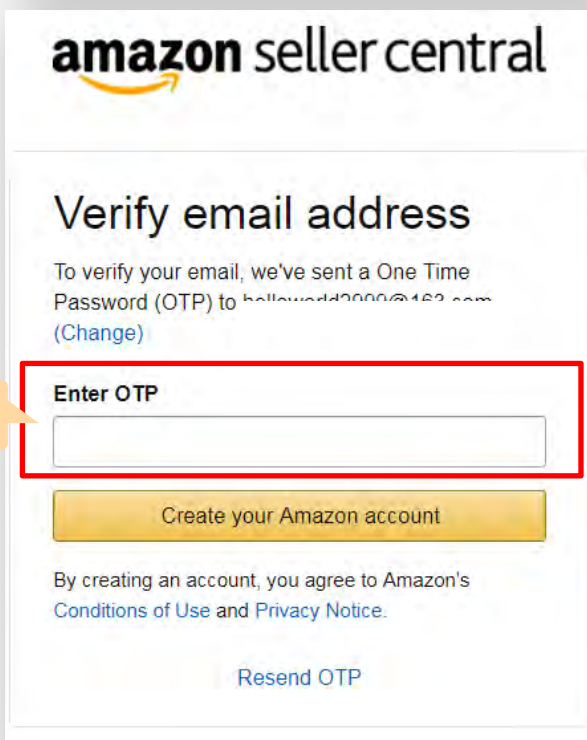 amazon seller central
Verify email address
To verify your email, we've sent a One Time
Password (OTP) to
(Change)
Enter OTP
Create your Amazon account
By creating an account, you agree to Amazon's
Conditions of Use and Privacy Notice.
Resend OTP